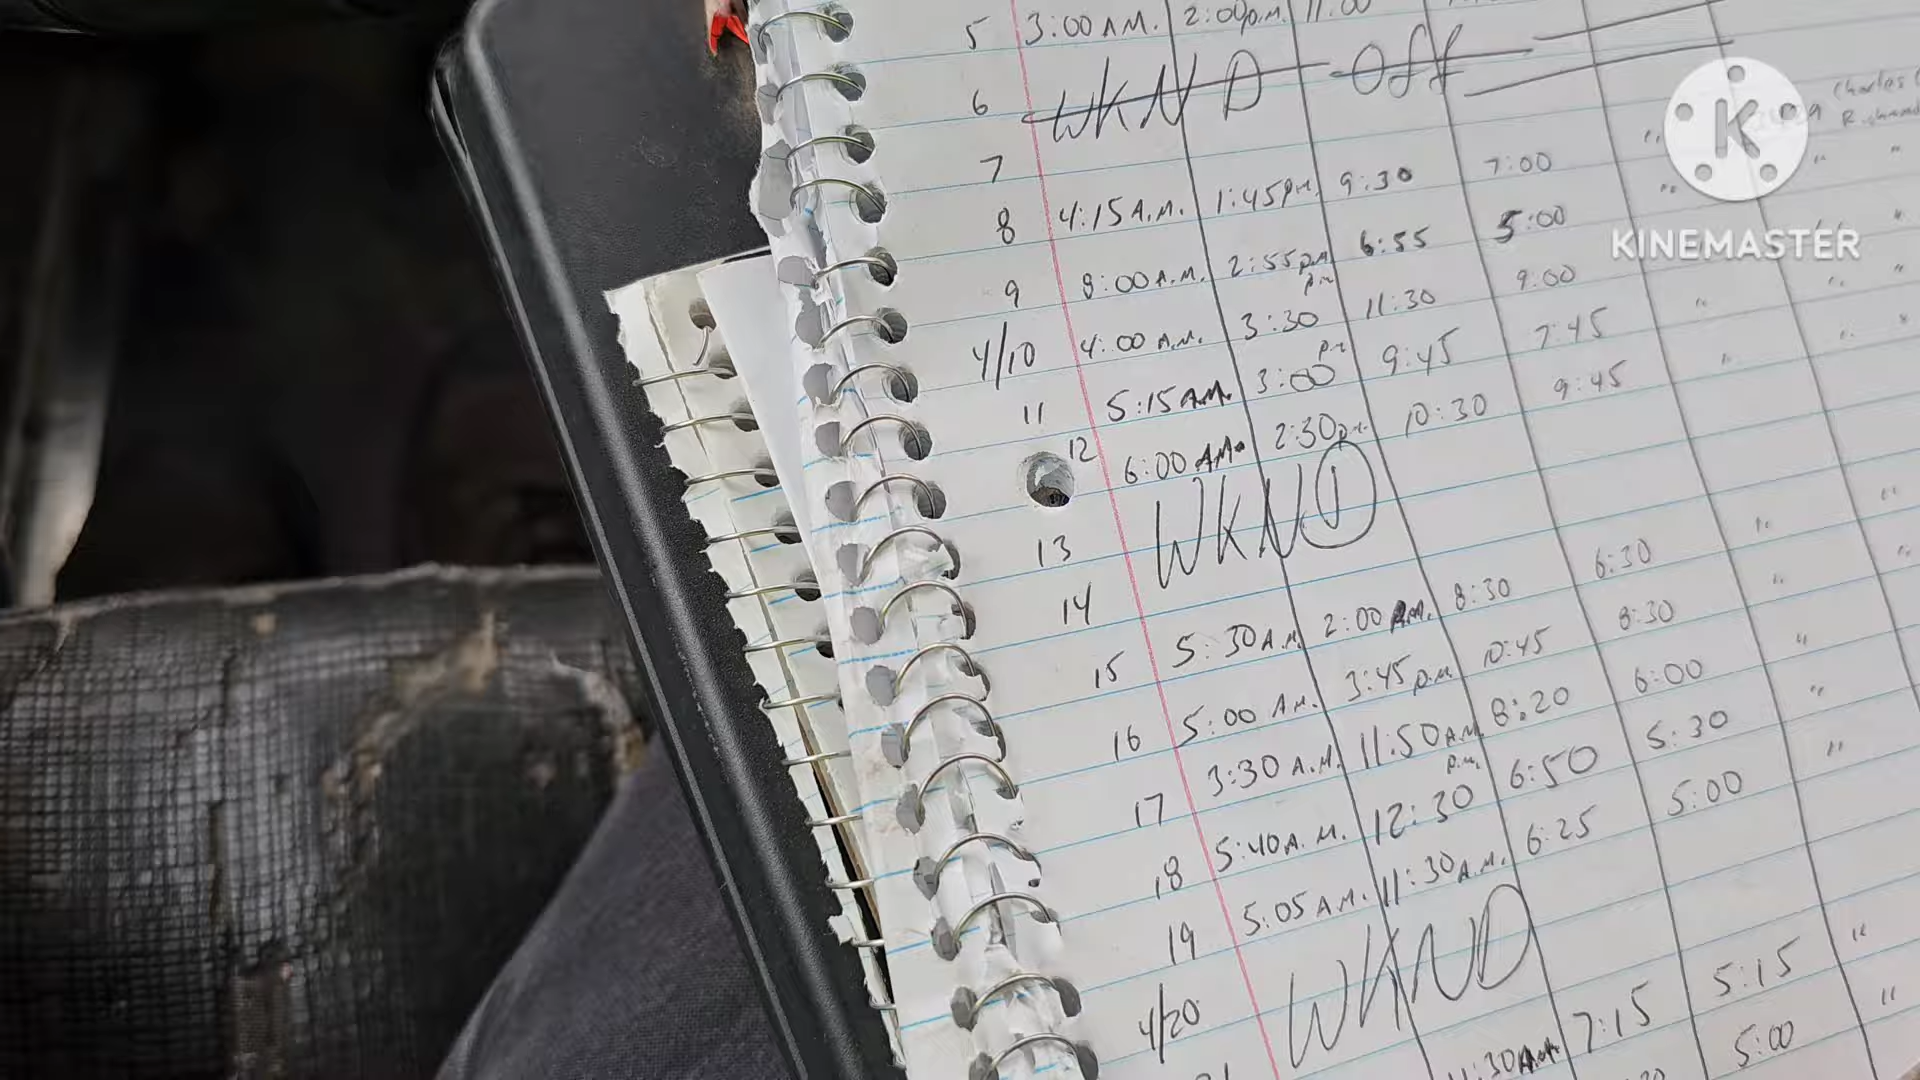 5 3:00 A.M. 2:00 p.m. 11:00
6 WKND off
7
8 4:15 A.M. 1:45 p.m. 9:30 7:00 "
9 8:00 A.M. 2:55 p.m. 6:55 5:00 " " "
4/10 4:00 A.M. 3:30 p.m. 11:30 9:00 " " "
11 5:15 A.M. 3:00 p.m. 9:45 7:45 " " "
12 6:00 A.M. 2:30 p.m. 10:30 9:45 " " "
13 WKND
14
15 5:30 A.M. 2:00 P.M. 8:30 6:30 " "
16 5:00 A.M. 3:45 p.m. 10:45 8:30 " "
17 3:30 A.M. 11:50 A.M. 8:20 6:00 "
18 5:40 A.M. 12:30 p.m. 6:50 5:30 "
19 5:05 A.M. 11:30 A.M. 6:25 5:00 "
4/20 WKND
11:30 A.M. 7:15 5:15 "
5:00 "
Charles
KINEMASTER